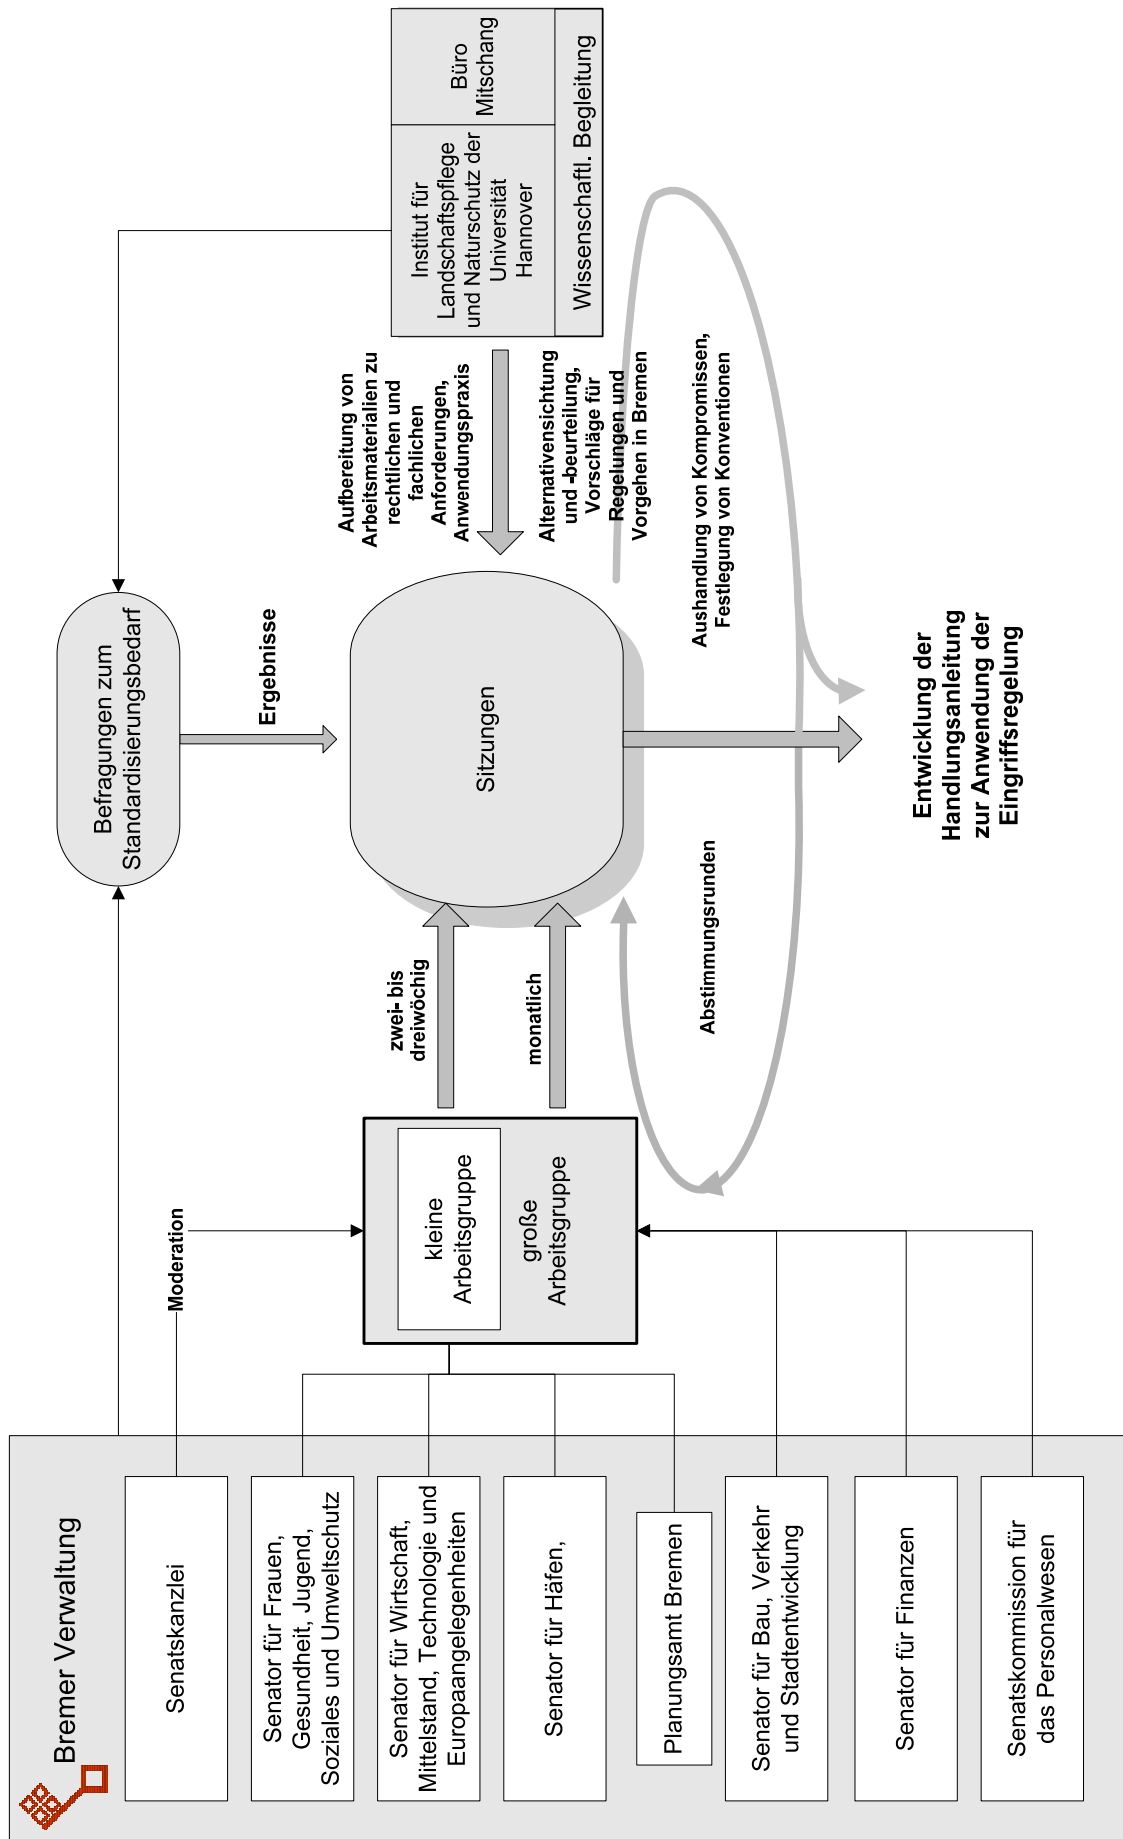 Bremer Verwaltung
Senatskanzlei
Senator für Frauen,
Gesundheit, Jugend,
Soziales und Umweltschutz
Senator für Wirtschaft,
Mittelstand, Technologie und
Europaangelegenheiten
Senator für Häfen,
Planungsamt Bremen
Senator für Bau, Verkehr
und Stadtentwicklung
Senator für Finanzen
Senatskommission für
das Personalwesen
Moderation
kleine
Arbeitsgruppe
große
Arbeitsgruppe
zwei- bis
dreiwöchig
monatlich
Befragungen zum
Standardisierungsbedarf
Ergebnisse
Sitzungen
Abstimmungsrunden
Aufbereitung von
Arbeitsmaterialien zu
rechtlichen und
fachlichen
Anforderungen,
Anwendungspraxis
Alternativensichtung
und -beurteilung,
Vorschläge für
Regelungen und
Vorgehen in Bremen
Aushandlung von Kompromissen,
Festlegung von Konventionen
Entwicklung der
Handlungsanleitung
zur Anwendung der
Eingriffsregelung
Institut für
Landschaftspflege
und Naturschutz der
Universität
Hannover
Büro
Mitschang
Wissenschaftl. Begleitung